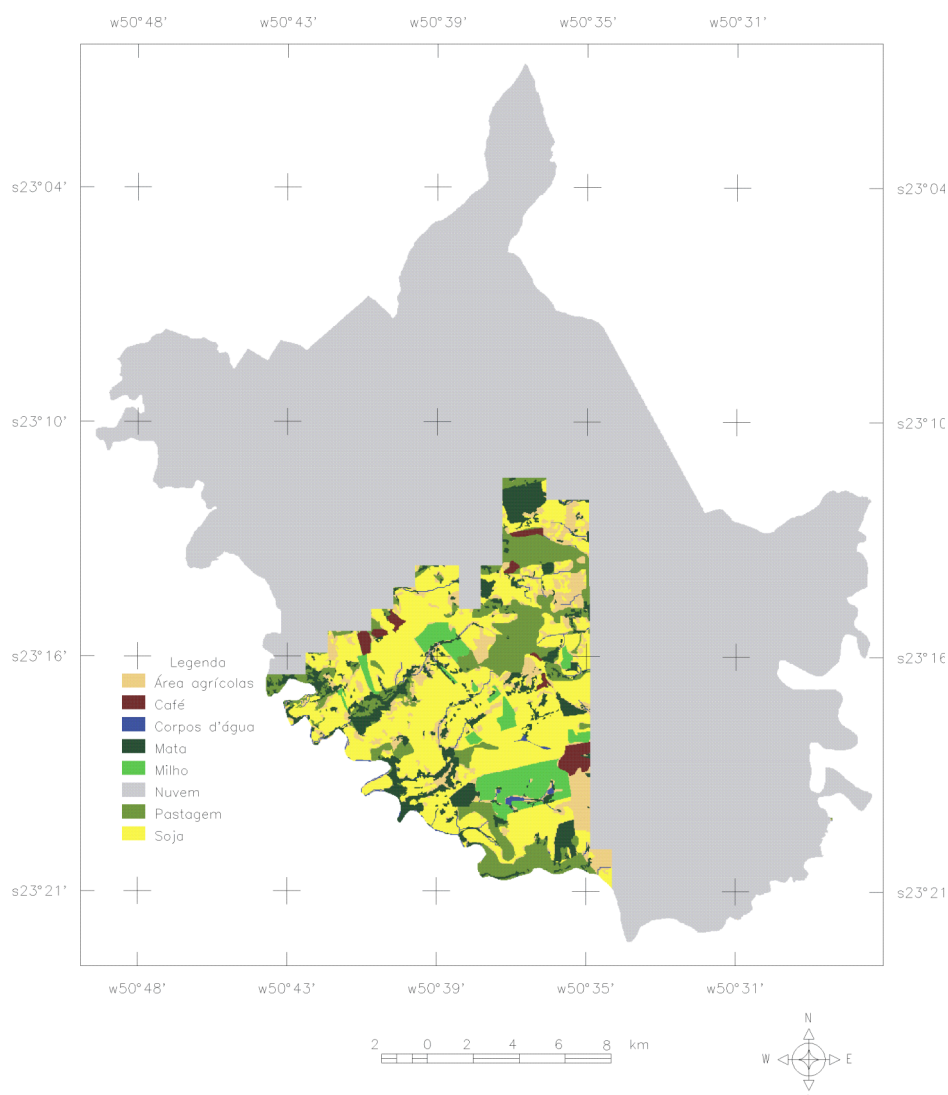 w50°48' w50°43' w50°39' w50°35' w50°31'
s23°04' s23°04
s23°10' s23°10
s23°16' s23°16
Legenda
Área agrícolas
Café
Corpos d'água
Mata
Milho
Nuvem
Pastagem
Soja
s23°21' s23°21
w50°48' w50°43' w50°39' w50°35' w50°31'
2 0 2 4 6 8 km
N
W E